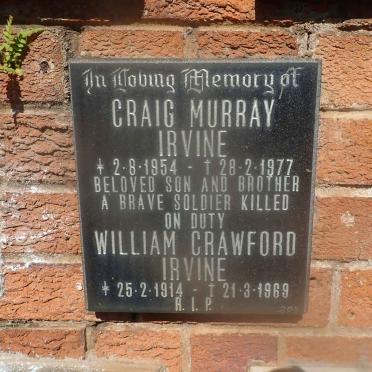 In Loving Memory of
CRAIG MURRAY
IRVINE
* 2·8·1954 - † 28·2·1977
BELOVED SON AND BROTHER
A BRAVE SOLDIER KILLED
ON DUTY
WILLIAM CRAWFORD
IRVINE
* 25·2·1914 - † 21·3·1969
R.I.P.